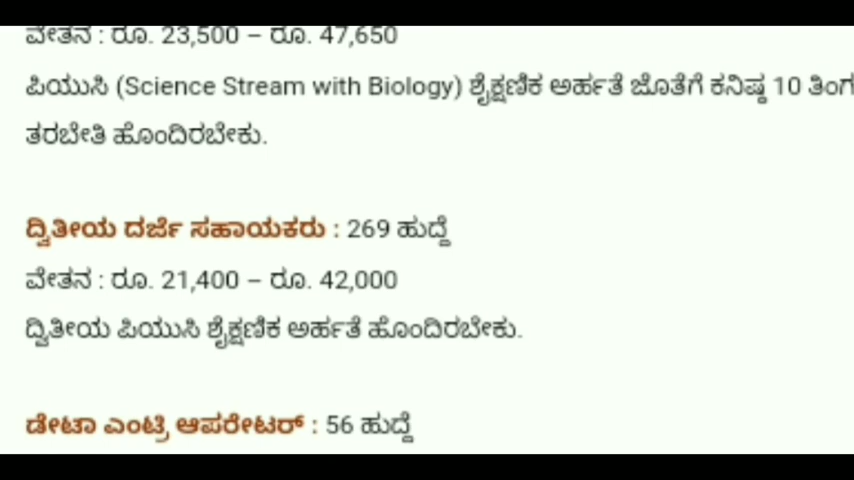 ವೇತನ : ರೂ. 23,500 – ರೂ. 47,650
ಪಿಯುಸಿ (Science Stream with Biology) ಶೈಕ್ಷಣಿಕ ಅರ್ಹತೆ ಜೊತೆಗೆ ಕನಿಷ್ಠ 10 ತಿಂಗ
ತರಬೇತಿ ಹೊಂದಿರಬೇಕು.
ದ್ವಿತೀಯ ದರ್ಜೆ ಸಹಾಯಕರು : 269 ಹುದ್ದೆ
ವೇತನ : ರೂ. 21,400 – ರೂ. 42,000
ದ್ವಿತೀಯ ಪಿಯುಸಿ ಶೈಕ್ಷಣಿಕ ಅರ್ಹತೆ ಹೊಂದಿರಬೇಕು.
ಡೇಟಾ ಎಂಟ್ರಿ ಆಪರೇಟರ್ : 56 ಹುದ್ದೆ